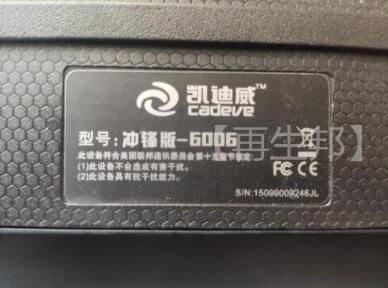 凯迪威™
cadeve
型号：冲锋版-6006
此设备符合美国联邦通讯委员会第十五章节规定：
(1)此设备不会造成有害干扰。
(2)此设备具有抗干扰能力。
FC CE
S/N:15099009246JL
【再生邦】